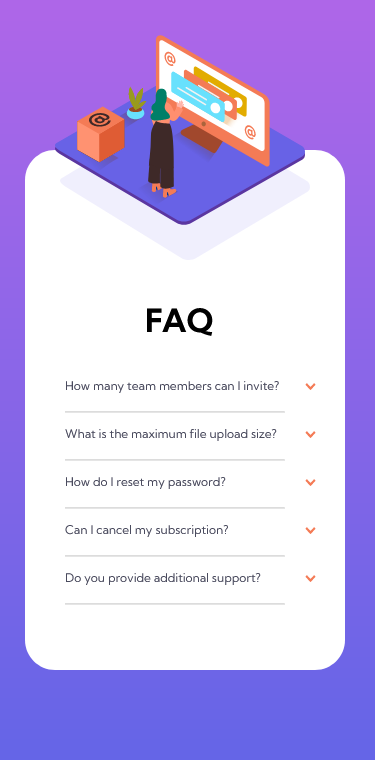 @
@
@
FAQ
How many team members can I invite?
What is the maximum file upload size?
How do I reset my password?
Can I cancel my subscription?
Do you provide additional support?